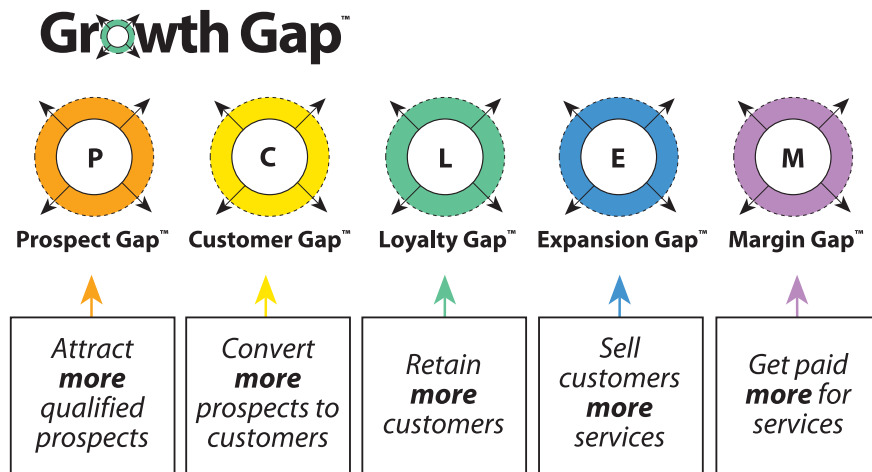 Growth Gap™
P
C
L
E
M
Prospect Gap™
Customer Gap™
Loyalty Gap™
Expansion Gap™
Margin Gap™
Attract
more
qualified
prospects
Convert
more
prospects to
customers
Retain
more
customers
Sell
customers
more
services
Get paid
more for
services